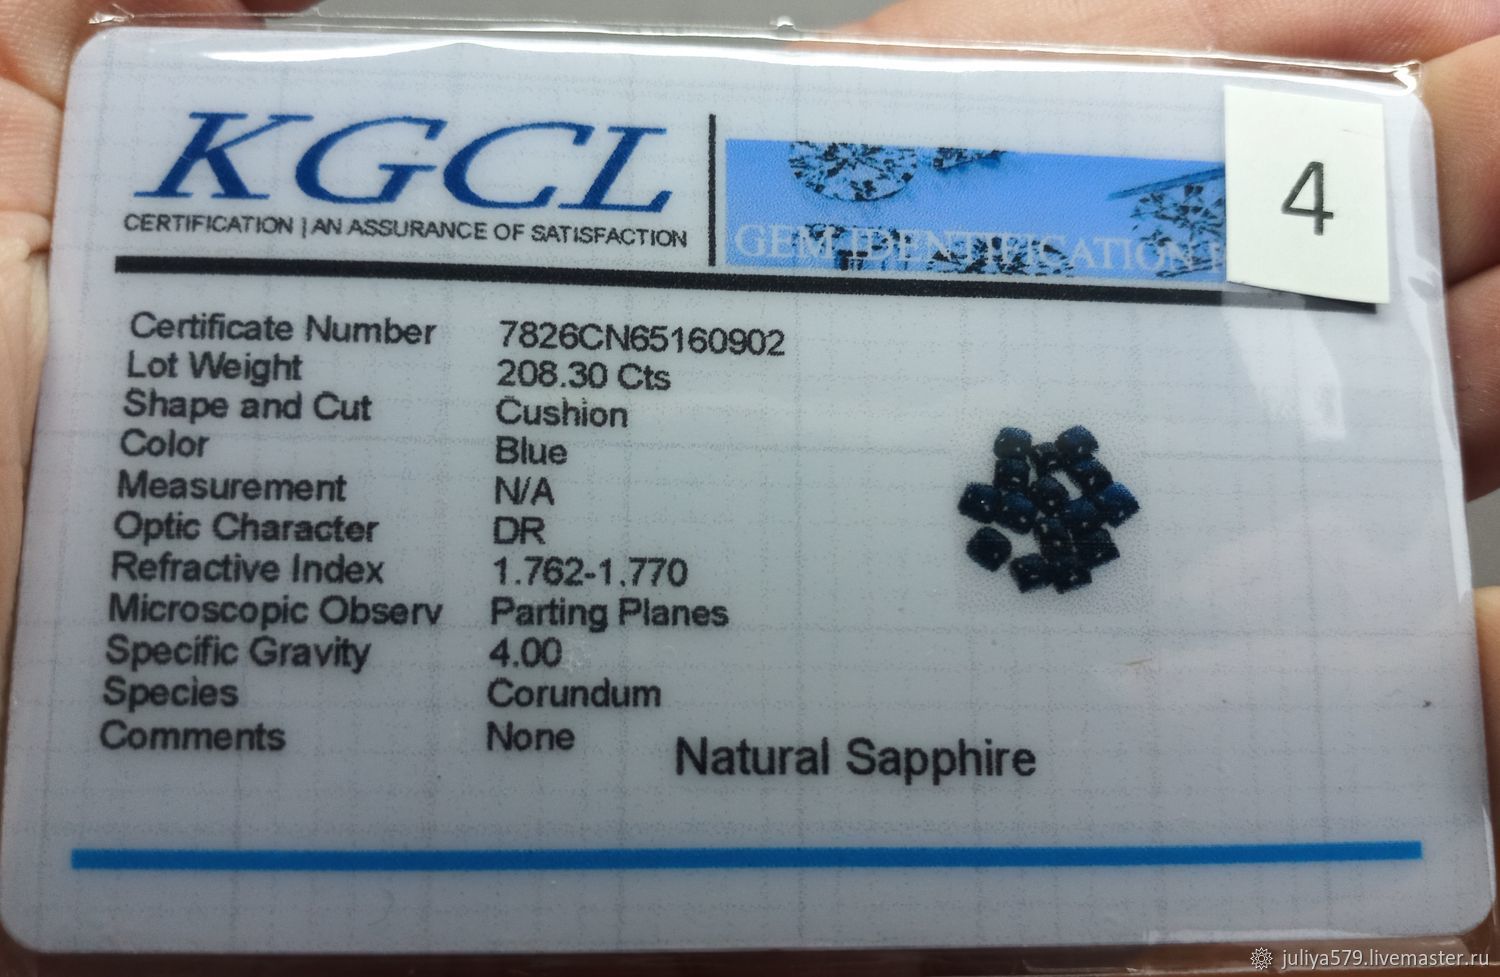 KGCL
CERTIFICATION | AN ASSURANCE OF SATISFACTION
GEM IDENTIFICATION
4
Certificate Number 7826CN65160902
Lot Weight 208.30 Cts
Shape and Cut Cushion
Color Blue
Measurement N/A
Optic Character DR
Refractive Index 1.762-1.770
Microscopic Observ Parting Planes
Specific Gravity 4.00
Species Corundum
Comments None
Natural Sapphire
juliya579.livemaster.ru